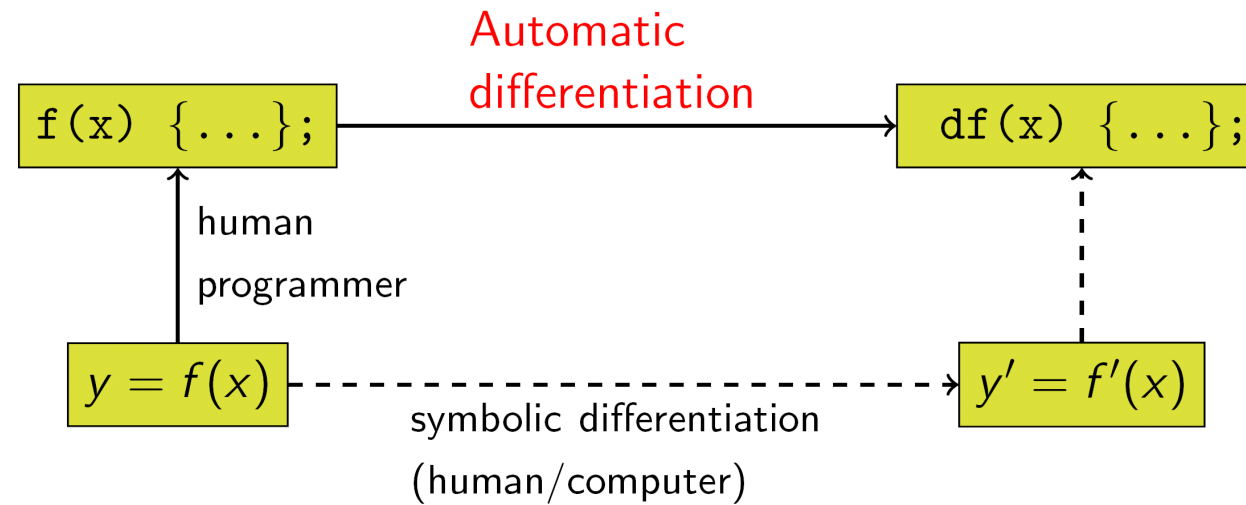 Automatic
differentiation
f(x) {...};
df(x) {...};
human
programmer
y = f(x)
y′ = f′(x)
symbolic differentiation
(human/computer)